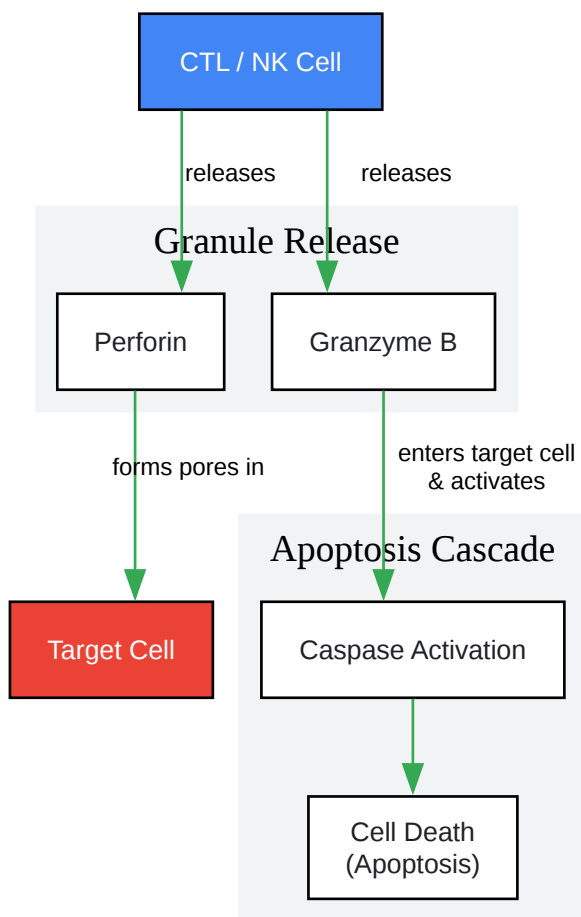 CTL / NK Cell
releases
releases
Granule Release
Perforin
Granzyme B
forms pores in
enters target cell
& activates
Apoptosis Cascade
Target Cell
Caspase Activation
Cell Death
(Apoptosis)